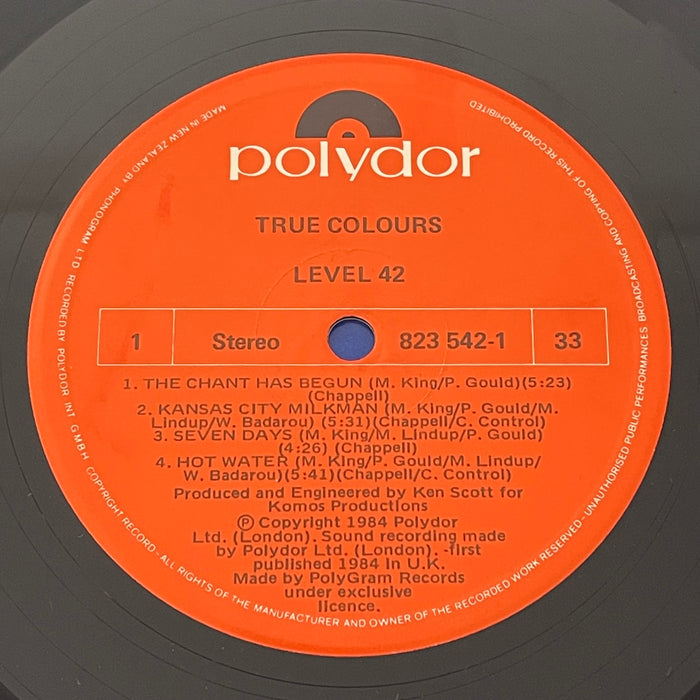 polydor
TRUE COLOURS
LEVEL 42
1 Stereo 823 542-1 33
1. THE CHANT HAS BEGUN (M. King/P. Gould)(5:23)
(Chappell)
2. KANSAS CITY MILKMAN (M. King/P. Gould/M.
Lindup/W. Badarou) (5:31)(Chappell/C. Control)
3. SEVEN DAYS (M. King/M. Lindup/P. Gould)
(4:26) (Chappell)
4. HOT WATER (M. King/P. Gould/M. Lindup/
W. Badarou)(5:41)(Chappell/C. Control)
Produced and Engineered by Ken Scott for
Komos Productions
℗ Copyright 1984 Polydor
Ltd. (London). Sound recording made
by Polydor Ltd. (London). -first
published 1984 in U.K.
Made by PolyGram Records
under exclusive
licence.
MADE IN NEW ZEALAND BY PHONOGRAM LTD RECORDED BY POLYDOR INT GMBH COPYRIGHT RECORD - ALL RIGHTS OF THE MANUFACTURER AND OWNER OF THE RECORDED WORK RESERVED - UNAUTHORISED PUBLIC PERFORMANCES BROADCASTING AND COPYING OF THIS RECORD PROHIBITED